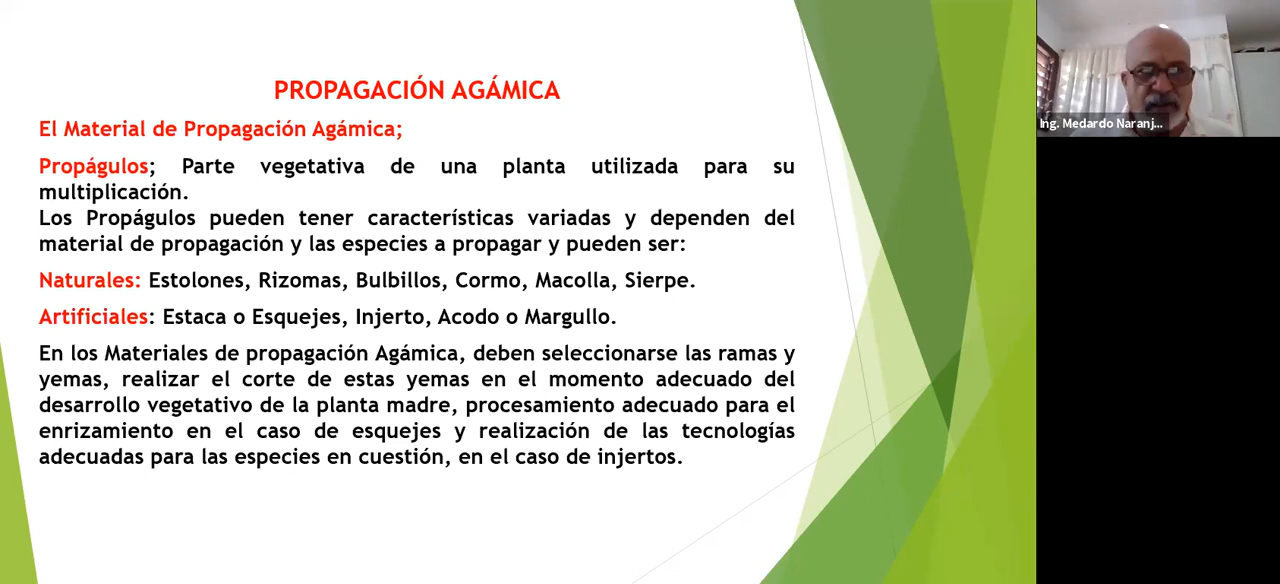 PROPAGACIÓN AGÁMICA
El Material de Propagación Agámica;
Propágulos; Parte vegetativa de una planta utilizada para su
multiplicación.
Los Propágulos pueden tener características variadas y dependen del
material de propagación y las especies a propagar y pueden ser:
Naturales: Estolones, Rizomas, Bulbillos, Cormo, Macolla, Sierpe.
Artificiales: Estaca o Esquejes, Injerto, Acodo o Margullo.
En los Materiales de propagación Agámica, deben seleccionarse las ramas y
yemas, realizar el corte de estas yemas en el momento adecuado del
desarrollo vegetativo de la planta madre, procesamiento adecuado para el
enrizamiento en el caso de esquejes y realización de las tecnologías
adecuadas para las especies en cuestión, en el caso de injertos.
Ing. Medardo Naranj...